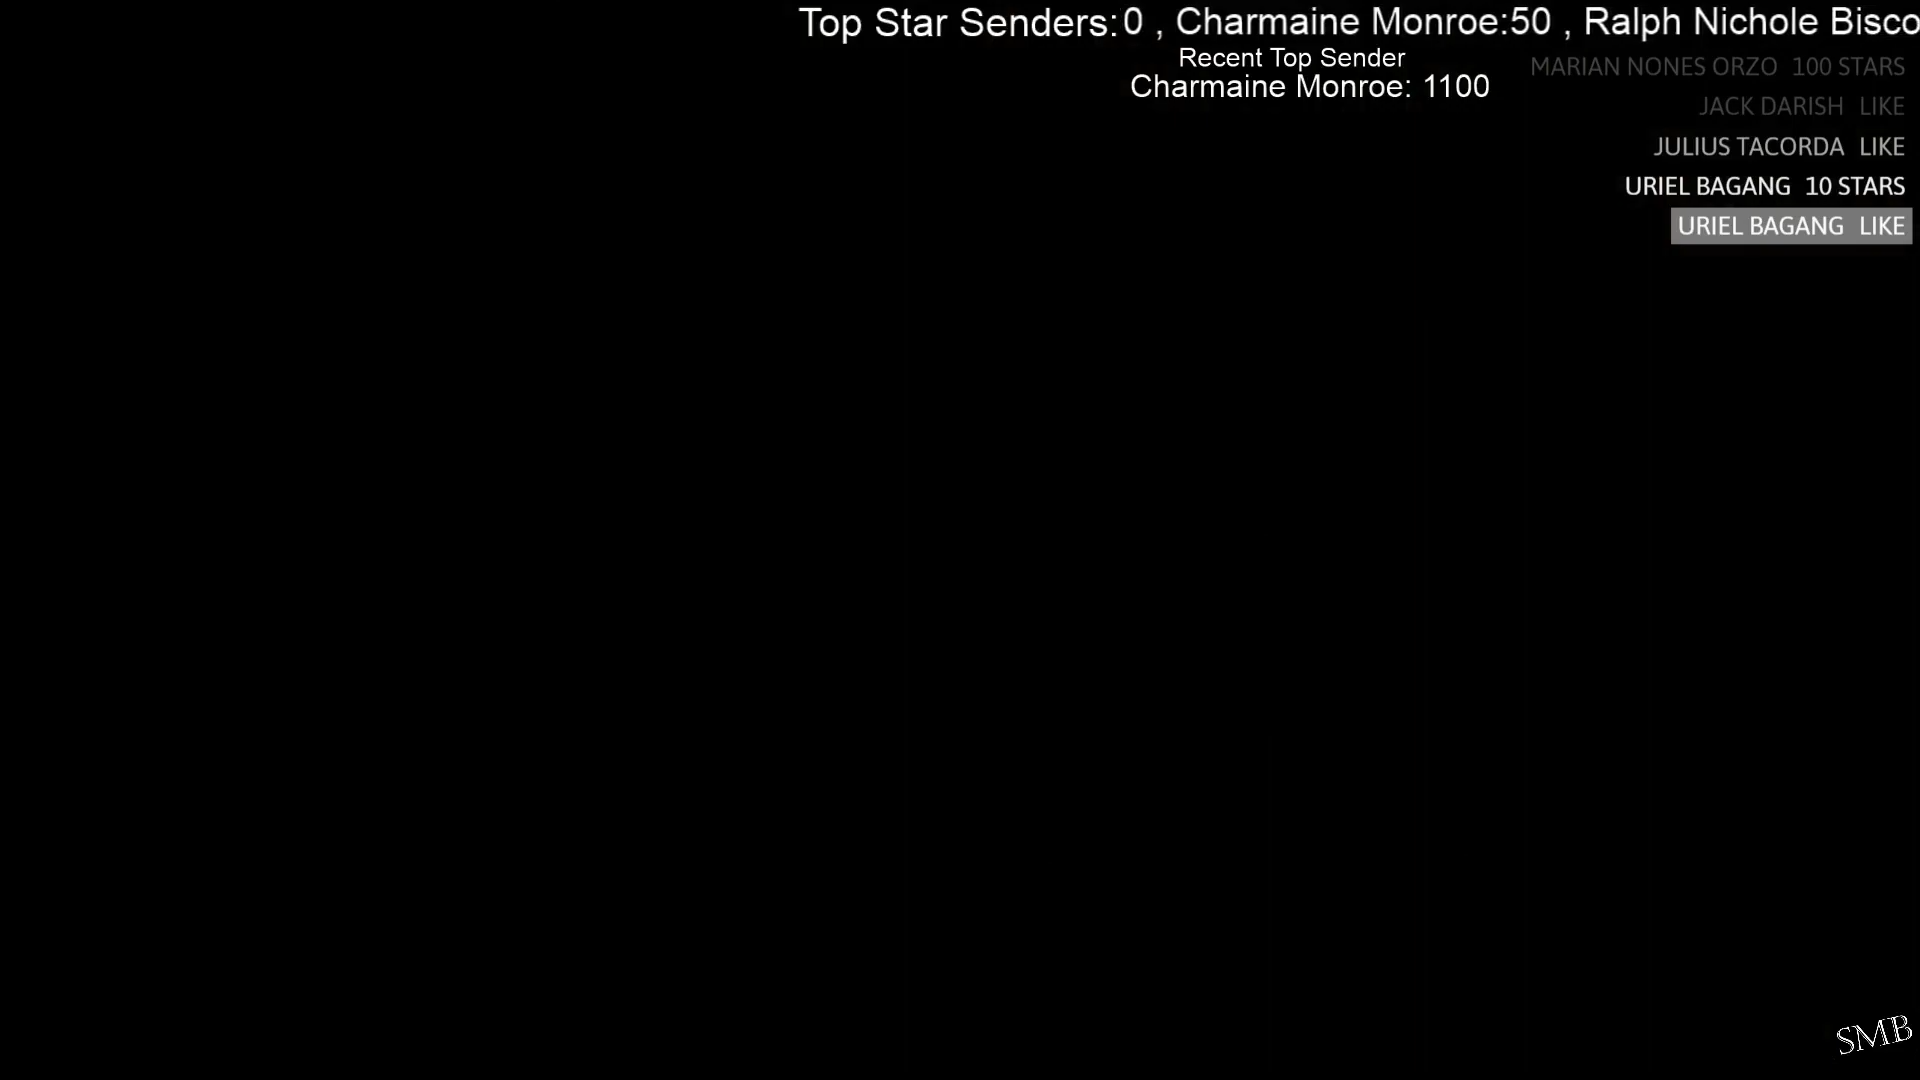 Top Star Senders:0 , Charmaine Monroe:50 , Ralph Nichole Bisco
Recent Top Sender
Charmaine Monroe: 1100
MARIAN NONES ORZO 100 STARS
JACK DARISH LIKE
JULIUS TACORDA LIKE
URIEL BAGANG 10 STARS
URIEL BAGANG LIKE
SMB